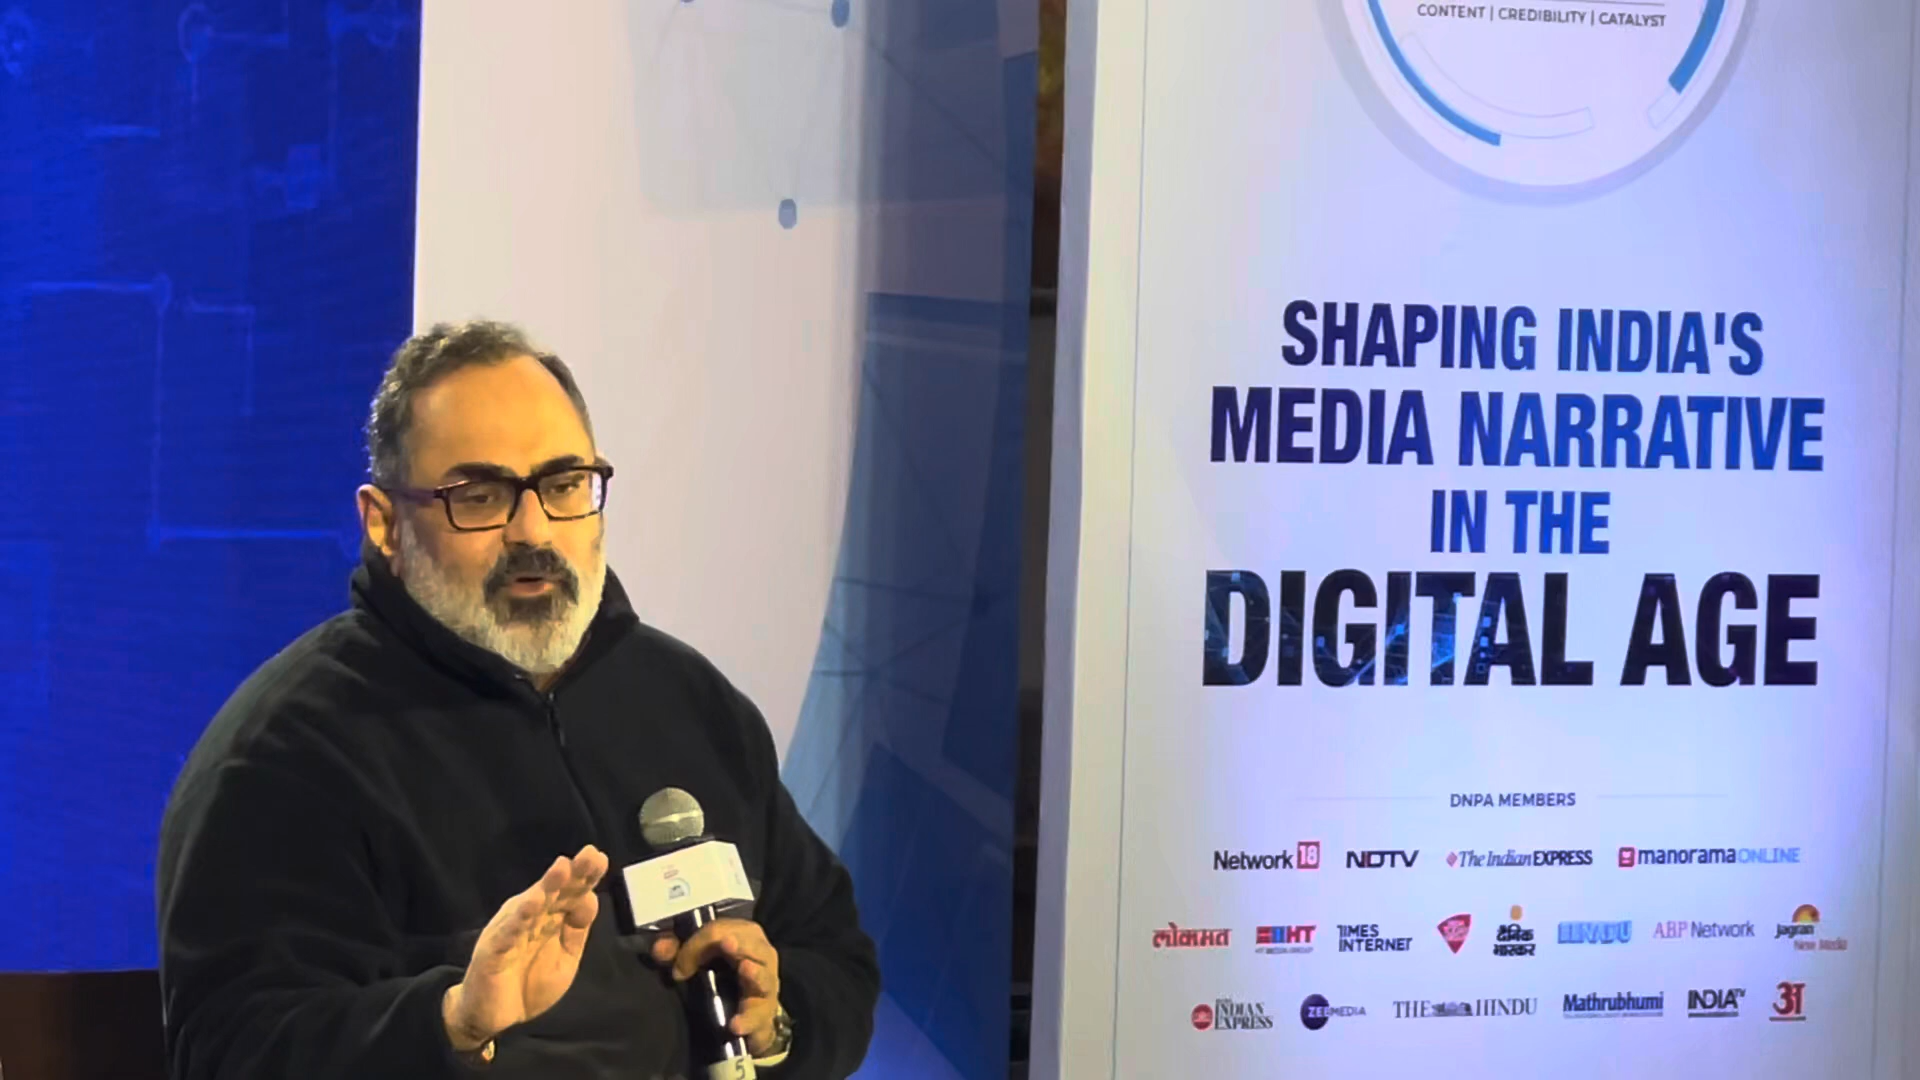 CONTENT | CREDIBILITY | CATALYST
SHAPING INDIA'S
MEDIA NARRATIVE
IN THE
DIGITAL AGE
DNPA MEMBERS
Network 18 NDTV The Indian EXPRESS manorama ONLINE
लोकमत HT TIMES INTERNET दैनिक भास्कर EENADU ABP Network Jagran New Media
INDIAN EXPRESS ZEE MEDIA THE HINDU Mathrubhumi INDIA TV अ
5